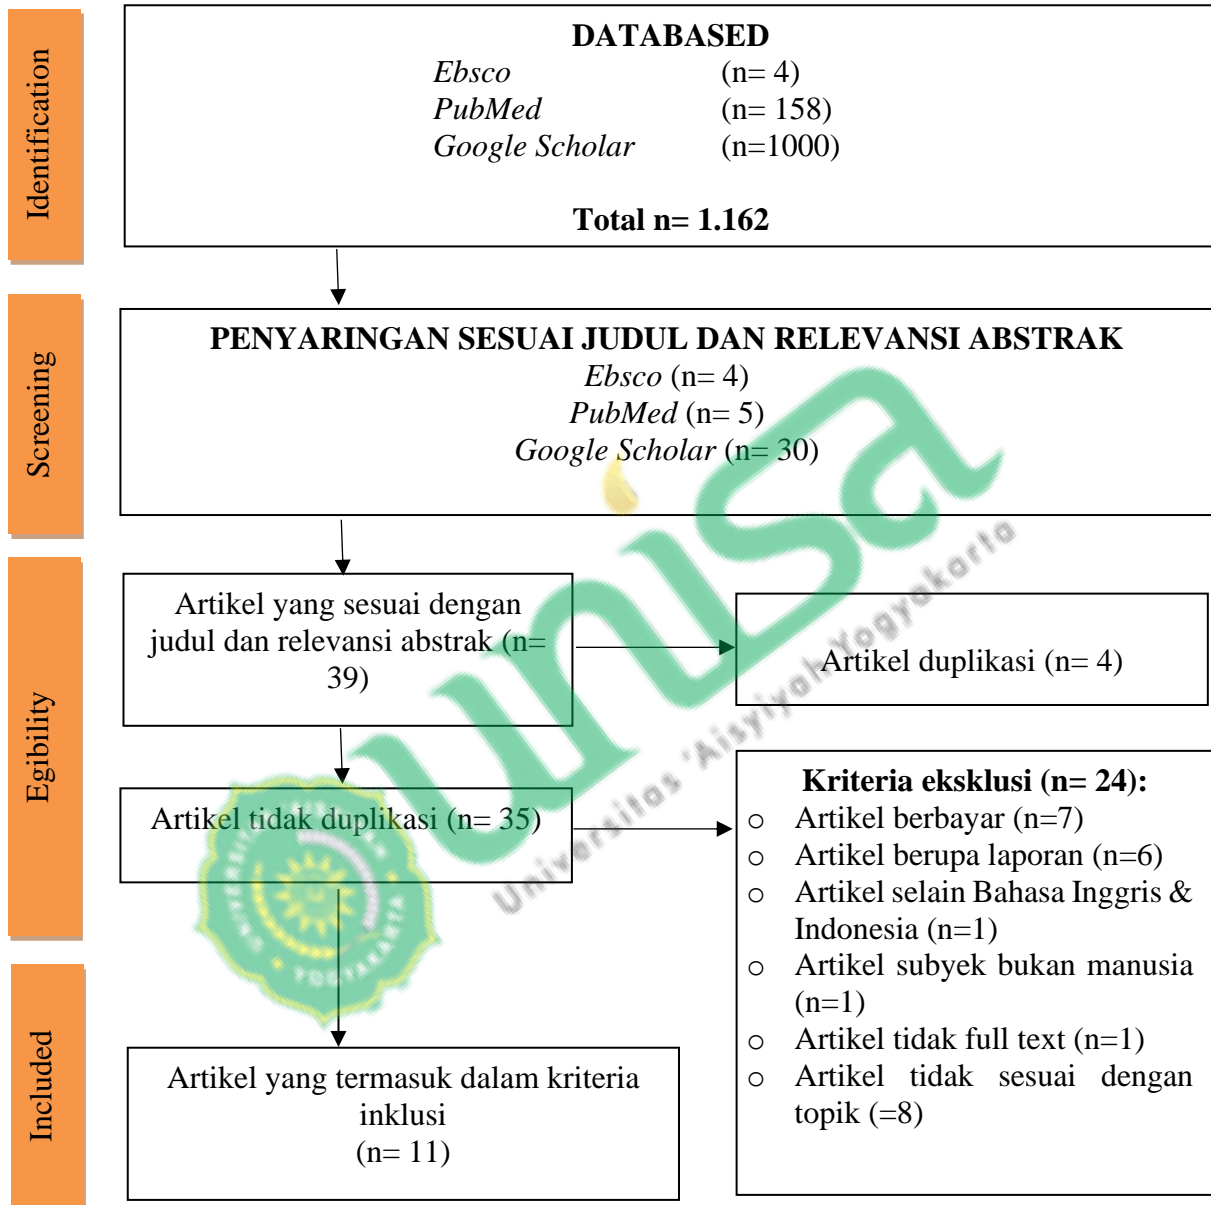 Identification
DATABASED
Ebsco (n= 4)
PubMed (n= 158)
Google Scholar (n=1000)
Total n= 1.162
Screening
PENYARINGAN SESUAI JUDUL DAN RELEVANSI ABSTRAK
Ebsco (n= 4)
PubMed (n= 5)
Google Scholar (n= 30)
Egibility
Artikel yang sesuai dengan
judul dan relevansi abstrak (n=
39)
Artikel duplikasi (n= 4)
Artikel tidak duplikasi (n= 35)
Kriteria eksklusi (n= 24):
o Artikel berbayar (n=7)
o Artikel berupa laporan (n=6)
o Artikel selain Bahasa Inggris &
Indonesia (n=1)
o Artikel subyek bukan manusia
(n=1)
o Artikel tidak full text (n=1)
o Artikel tidak sesuai dengan
topik (=8)
Included
Artikel yang termasuk dalam kriteria
inklusi
(n= 11)
unisa
Universitas 'Aisyiyah Yogyakarta
YOGYAKARTA